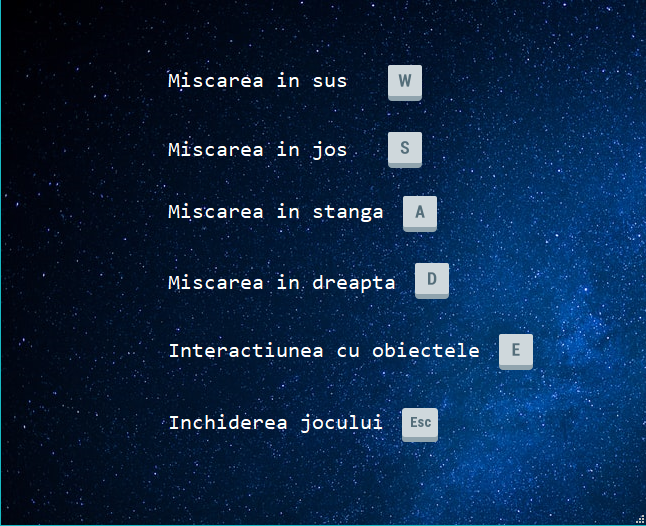 Miscarea in sus W
Miscarea in jos S
Miscarea in stanga A
Miscarea in dreapta D
Interactiunea cu obiectele E
Inchiderea jocului Esc